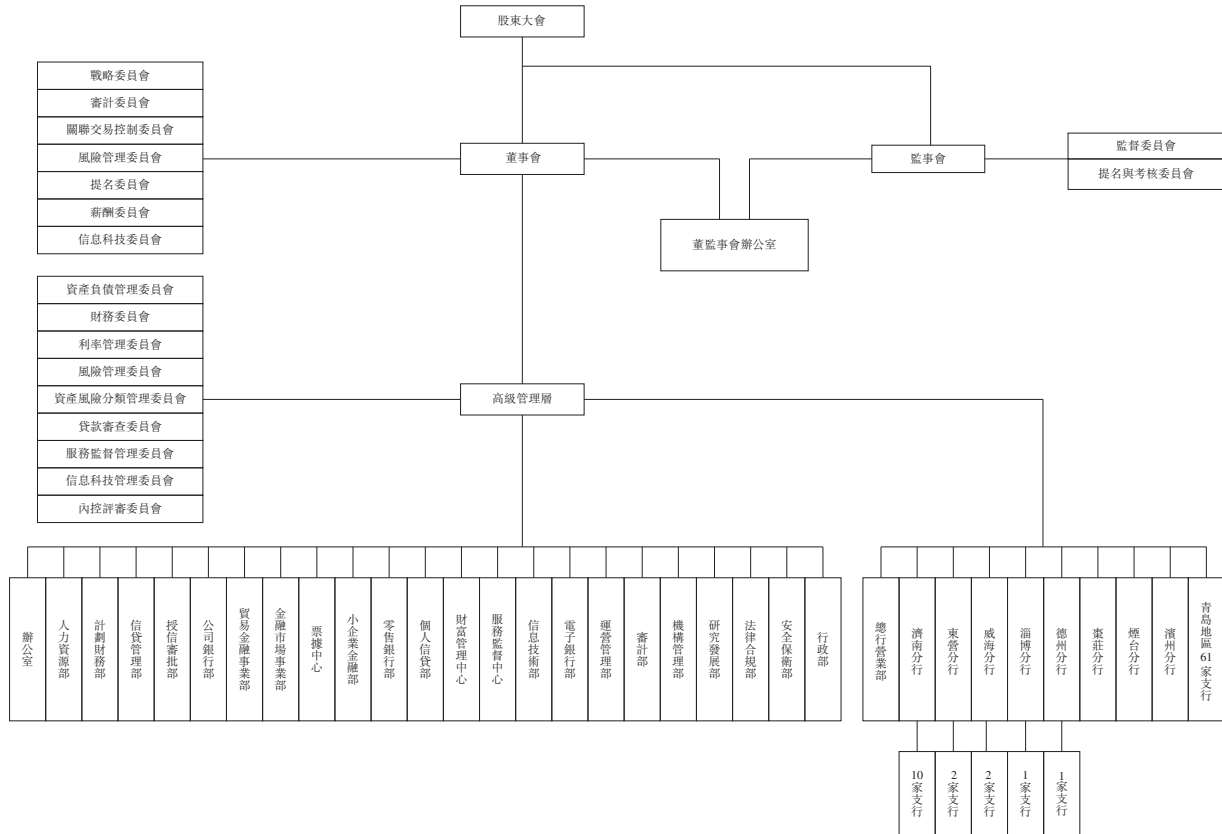 股東大會
戰略委員會
審計委員會
關聯交易控制委員會
風險管理委員會
提名委員會
薪酬委員會
信息科技委員會
董事會
監事會
監督委員會
提名與考核委員會
董監事會辦公室
資產負債管理委員會
財務委員會
利率管理委員會
風險管理委員會
資產風險分類管理委員會
貸款審查委員會
服務監督管理委員會
信息科技管理委員會
內控評審委員會
高級管理層
辦公室
人力資源部
計劃財務部
信貸管理部
授信審批部
公司銀行部
貿易金融事業部
金融市場事業部
票據中心
小企業金融部
零售銀行部
個人信貸部
財富管理中心
服務監督中心
信息技術部
電子銀行部
運營管理部
審計部
機構管理部
研究發展部
法律合規部
安全保衛部
行政部
總行營業部
濟南分行
東營分行
威海分行
淄博分行
德州分行
棗莊分行
煙台分行
濱州分行
青島地區61家支行
10家支行
2家支行
2家支行
1家支行
1家支行